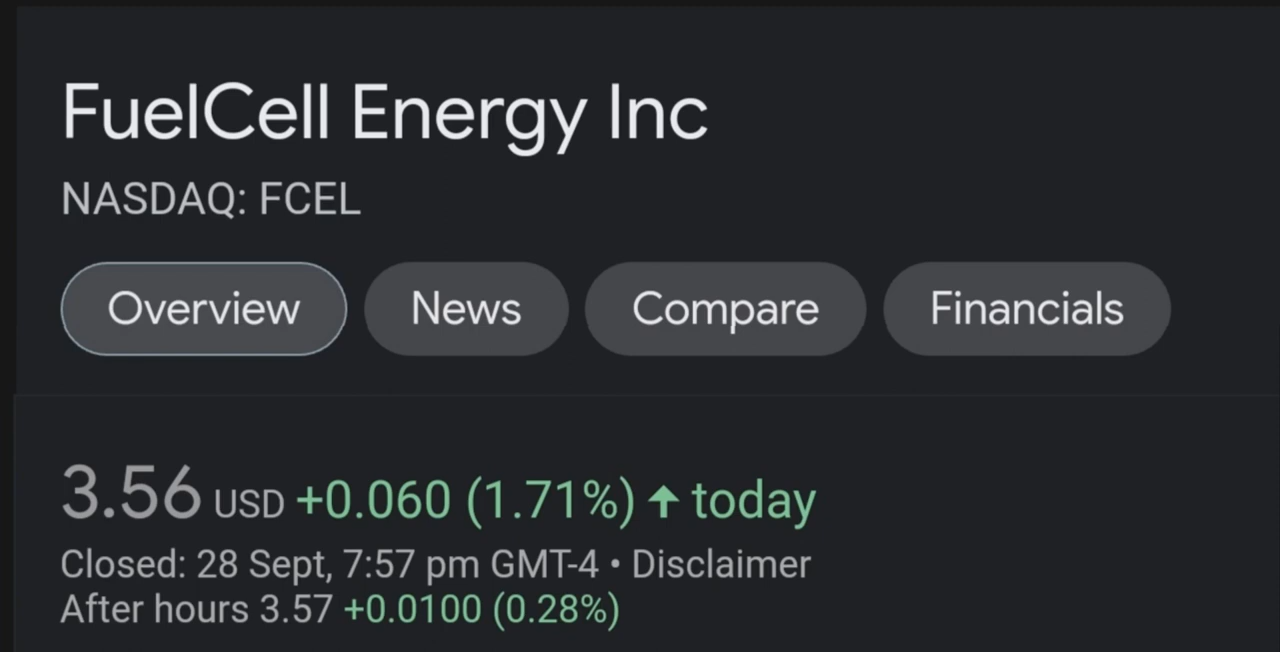 FuelCell Energy Inc
NASDAQ: FCEL
Overview News Compare Financials
3.56 USD +0.060 (1.71%) ↑ today
Closed: 28 Sept, 7:57 pm GMT-4 • Disclaimer
After hours 3.57 +0.0100 (0.28%)